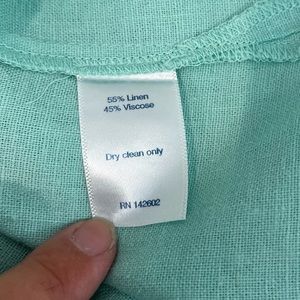 55% Linen
45% Viscose
Dry clean only
RN 142602